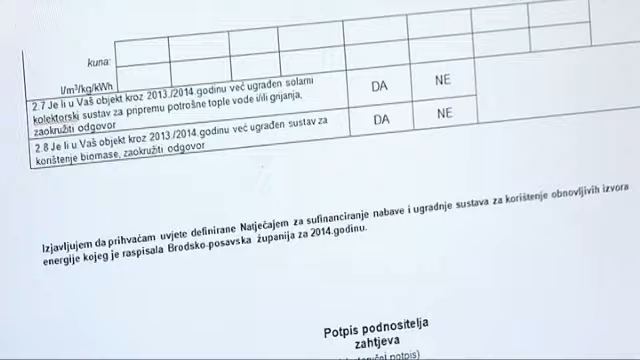 kuna:
l/m³/kg/kWh
2.7 Je li u Vaš objekt kroz 2013./2014.godinu već ugrađen solarni
kolektorski sustav za pripremu potrošne tople vode i/ili grijanja,
zaokružiti odgovor
DA
NE
2.8 Je li u Vaš objekt kroz 2013./2014.godinu već ugrađen sustav za
korištenje biomase, zaokružiti odgovor
DA
NE
Izjavljujem da prihvaćam uvjete definirane Natječajem za sufinanciranje nabave i ugradnje sustava za korištenje obnovljivih izvora
energije kojeg je raspisala Brodsko-posavska županija za 2014.godinu.
Potpis podnositelja
zahtjeva
potpis)